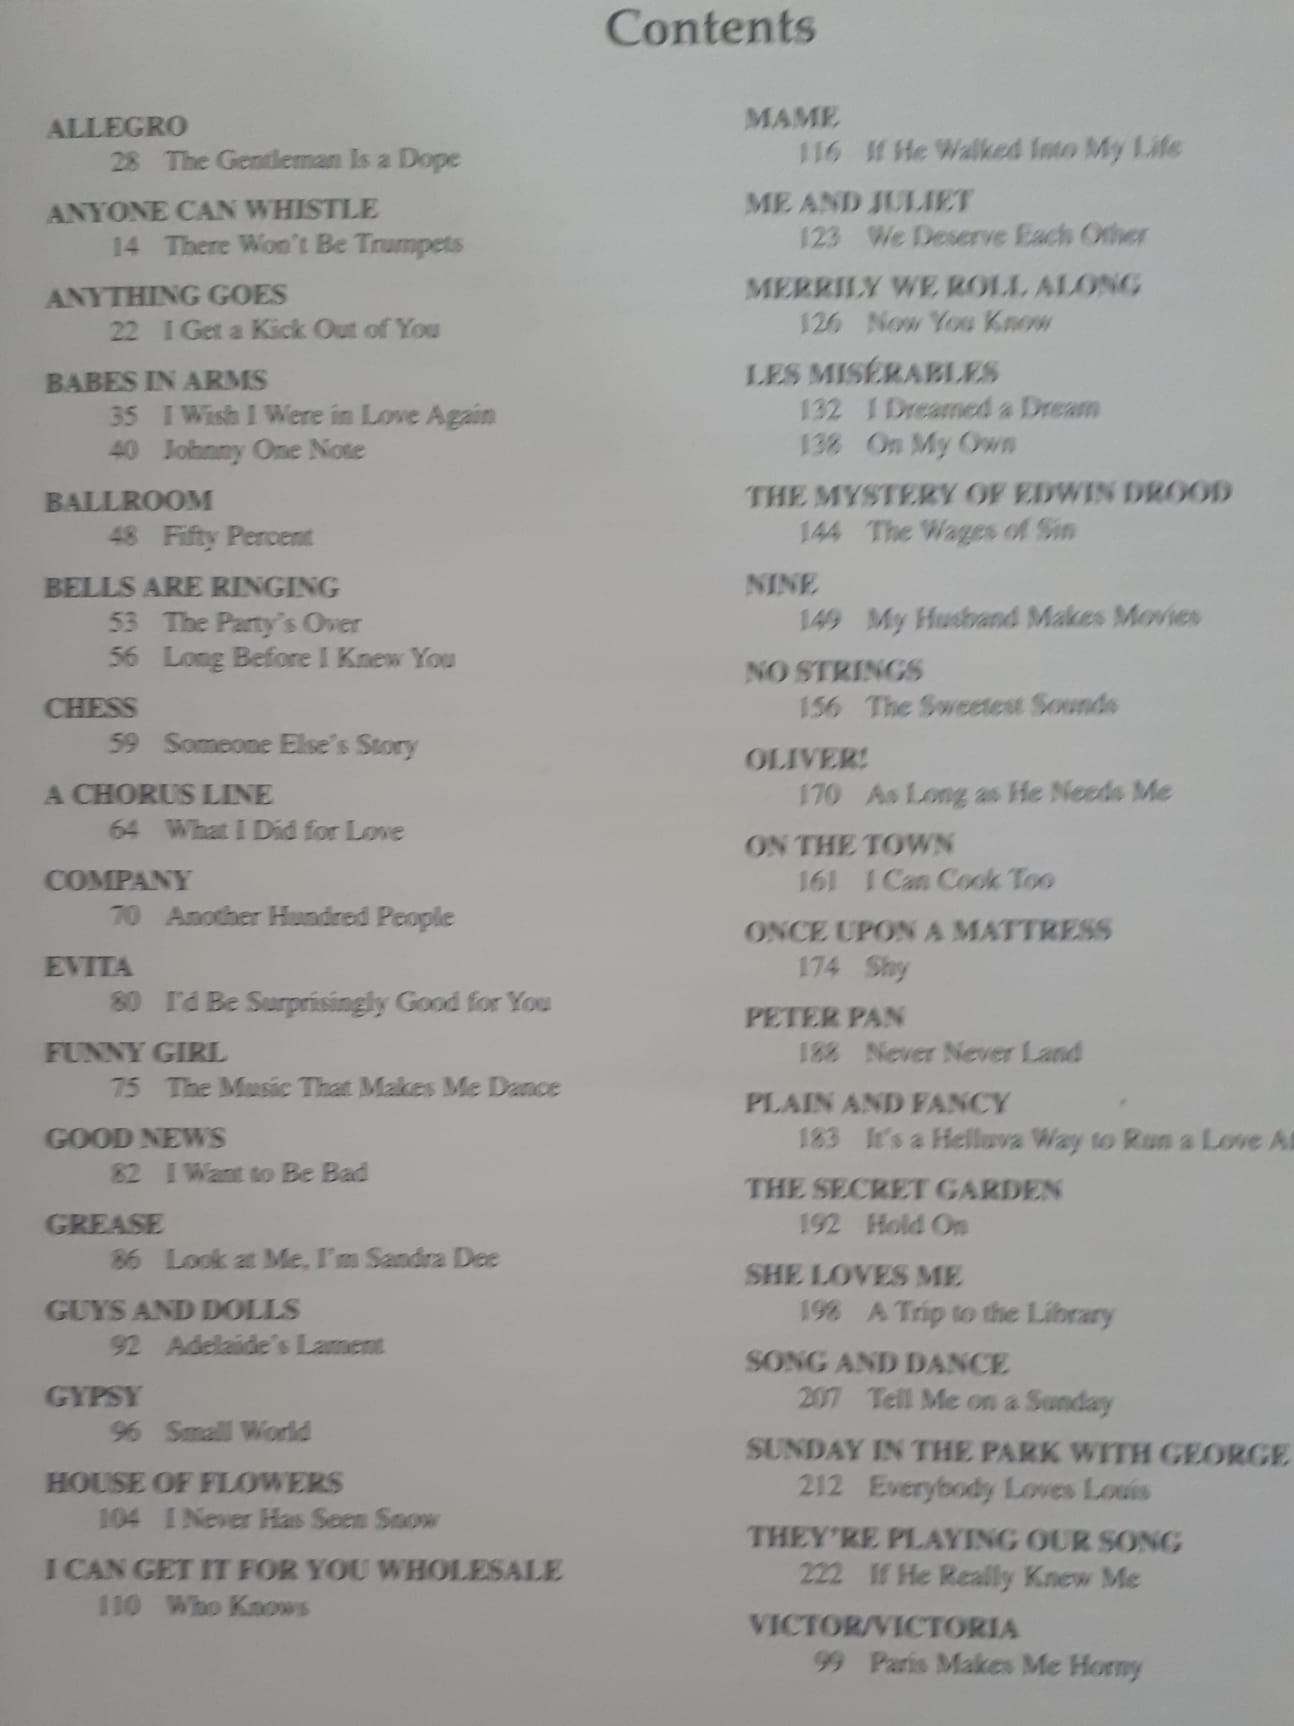 Contents
ALLEGRO
28 The Gentleman Is a Dope
ANYONE CAN WHISTLE
14 There Won't Be Trumpets
ANYTHING GOES
22 I Get a Kick Out of You
BABES IN ARMS
35 I Wish I Were in Love Again
40 Johnny One Note
BALLROOM
48 Fifty Percent
BELLS ARE RINGING
53 The Party's Over
56 Long Before I Knew You
CHESS
59 Someone Else's Story
A CHORUS LINE
64 What I Did for Love
COMPANY
70 Another Hundred People
EVITA
80 I'd Be Surprisingly Good for You
FUNNY GIRL
75 The Music That Makes Me Dance
GOOD NEWS
82 I Want to Be Bad
GREASE
86 Look at Me, I'm Sandra Dee
GUYS AND DOLLS
92 Adelaide's Lament
GYPSY
96 Small World
HOUSE OF FLOWERS
104 I Never Has Seen Snow
I CAN GET IT FOR YOU WHOLESALE
110 Who Knows
MAME
116 If He Walked Into My Life
ME AND JULIET
123 We Deserve Each Other
MERRILY WE ROLL ALONG
126 Now You Know
LES MISÉRABLES
132 I Dreamed a Dream
138 On My Own
THE MYSTERY OF EDWIN DROOD
144 The Wages of Sin
NINE
149 My Husband Makes Movies
NO STRINGS
156 The Sweetest Sounds
OLIVER!
170 As Long as He Needs Me
ON THE TOWN
161 I Can Cook Too
ONCE UPON A MATTRESS
174 Shy
PETER PAN
188 Never Never Land
PLAIN AND FANCY
183 It's a Helluva Way to Run a Love
THE SECRET GARDEN
192 Hold On
SHE LOVES ME
198 A Trip to the Library
SONG AND DANCE
207 Tell Me on a Sunday
SUNDAY IN THE PARK WITH GEORGE
212 Everybody Loves Louis
THEY'RE PLAYING OUR SONG
222 If He Really Knew Me
VICTOR/VICTORIA
99 Paris Makes Me Horny